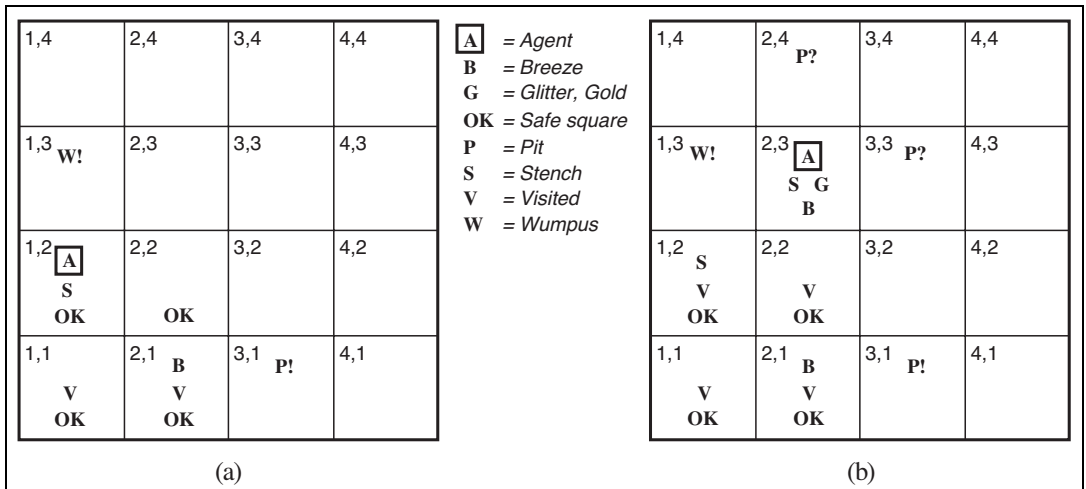 1,4 2,4 3,4 4,4
1,3 W! 2,3 3,3 4,3
1,2 A 2,2 3,2 4,2
S
OK OK
1,1 2,1 B 3,1 P! 4,1
V V
OK OK
(a)
A = Agent
B = Breeze
G = Glitter, Gold
OK = Safe square
P = Pit
S = Stench
V = Visited
W = Wumpus
1,4 2,4 P? 3,4 4,4
1,3 W! 2,3 A 3,3 P? 4,3
S G
B
1,2 S 2,2 3,2 4,2
V V
OK OK
1,1 2,1 B 3,1 P! 4,1
V V
OK OK
(b)